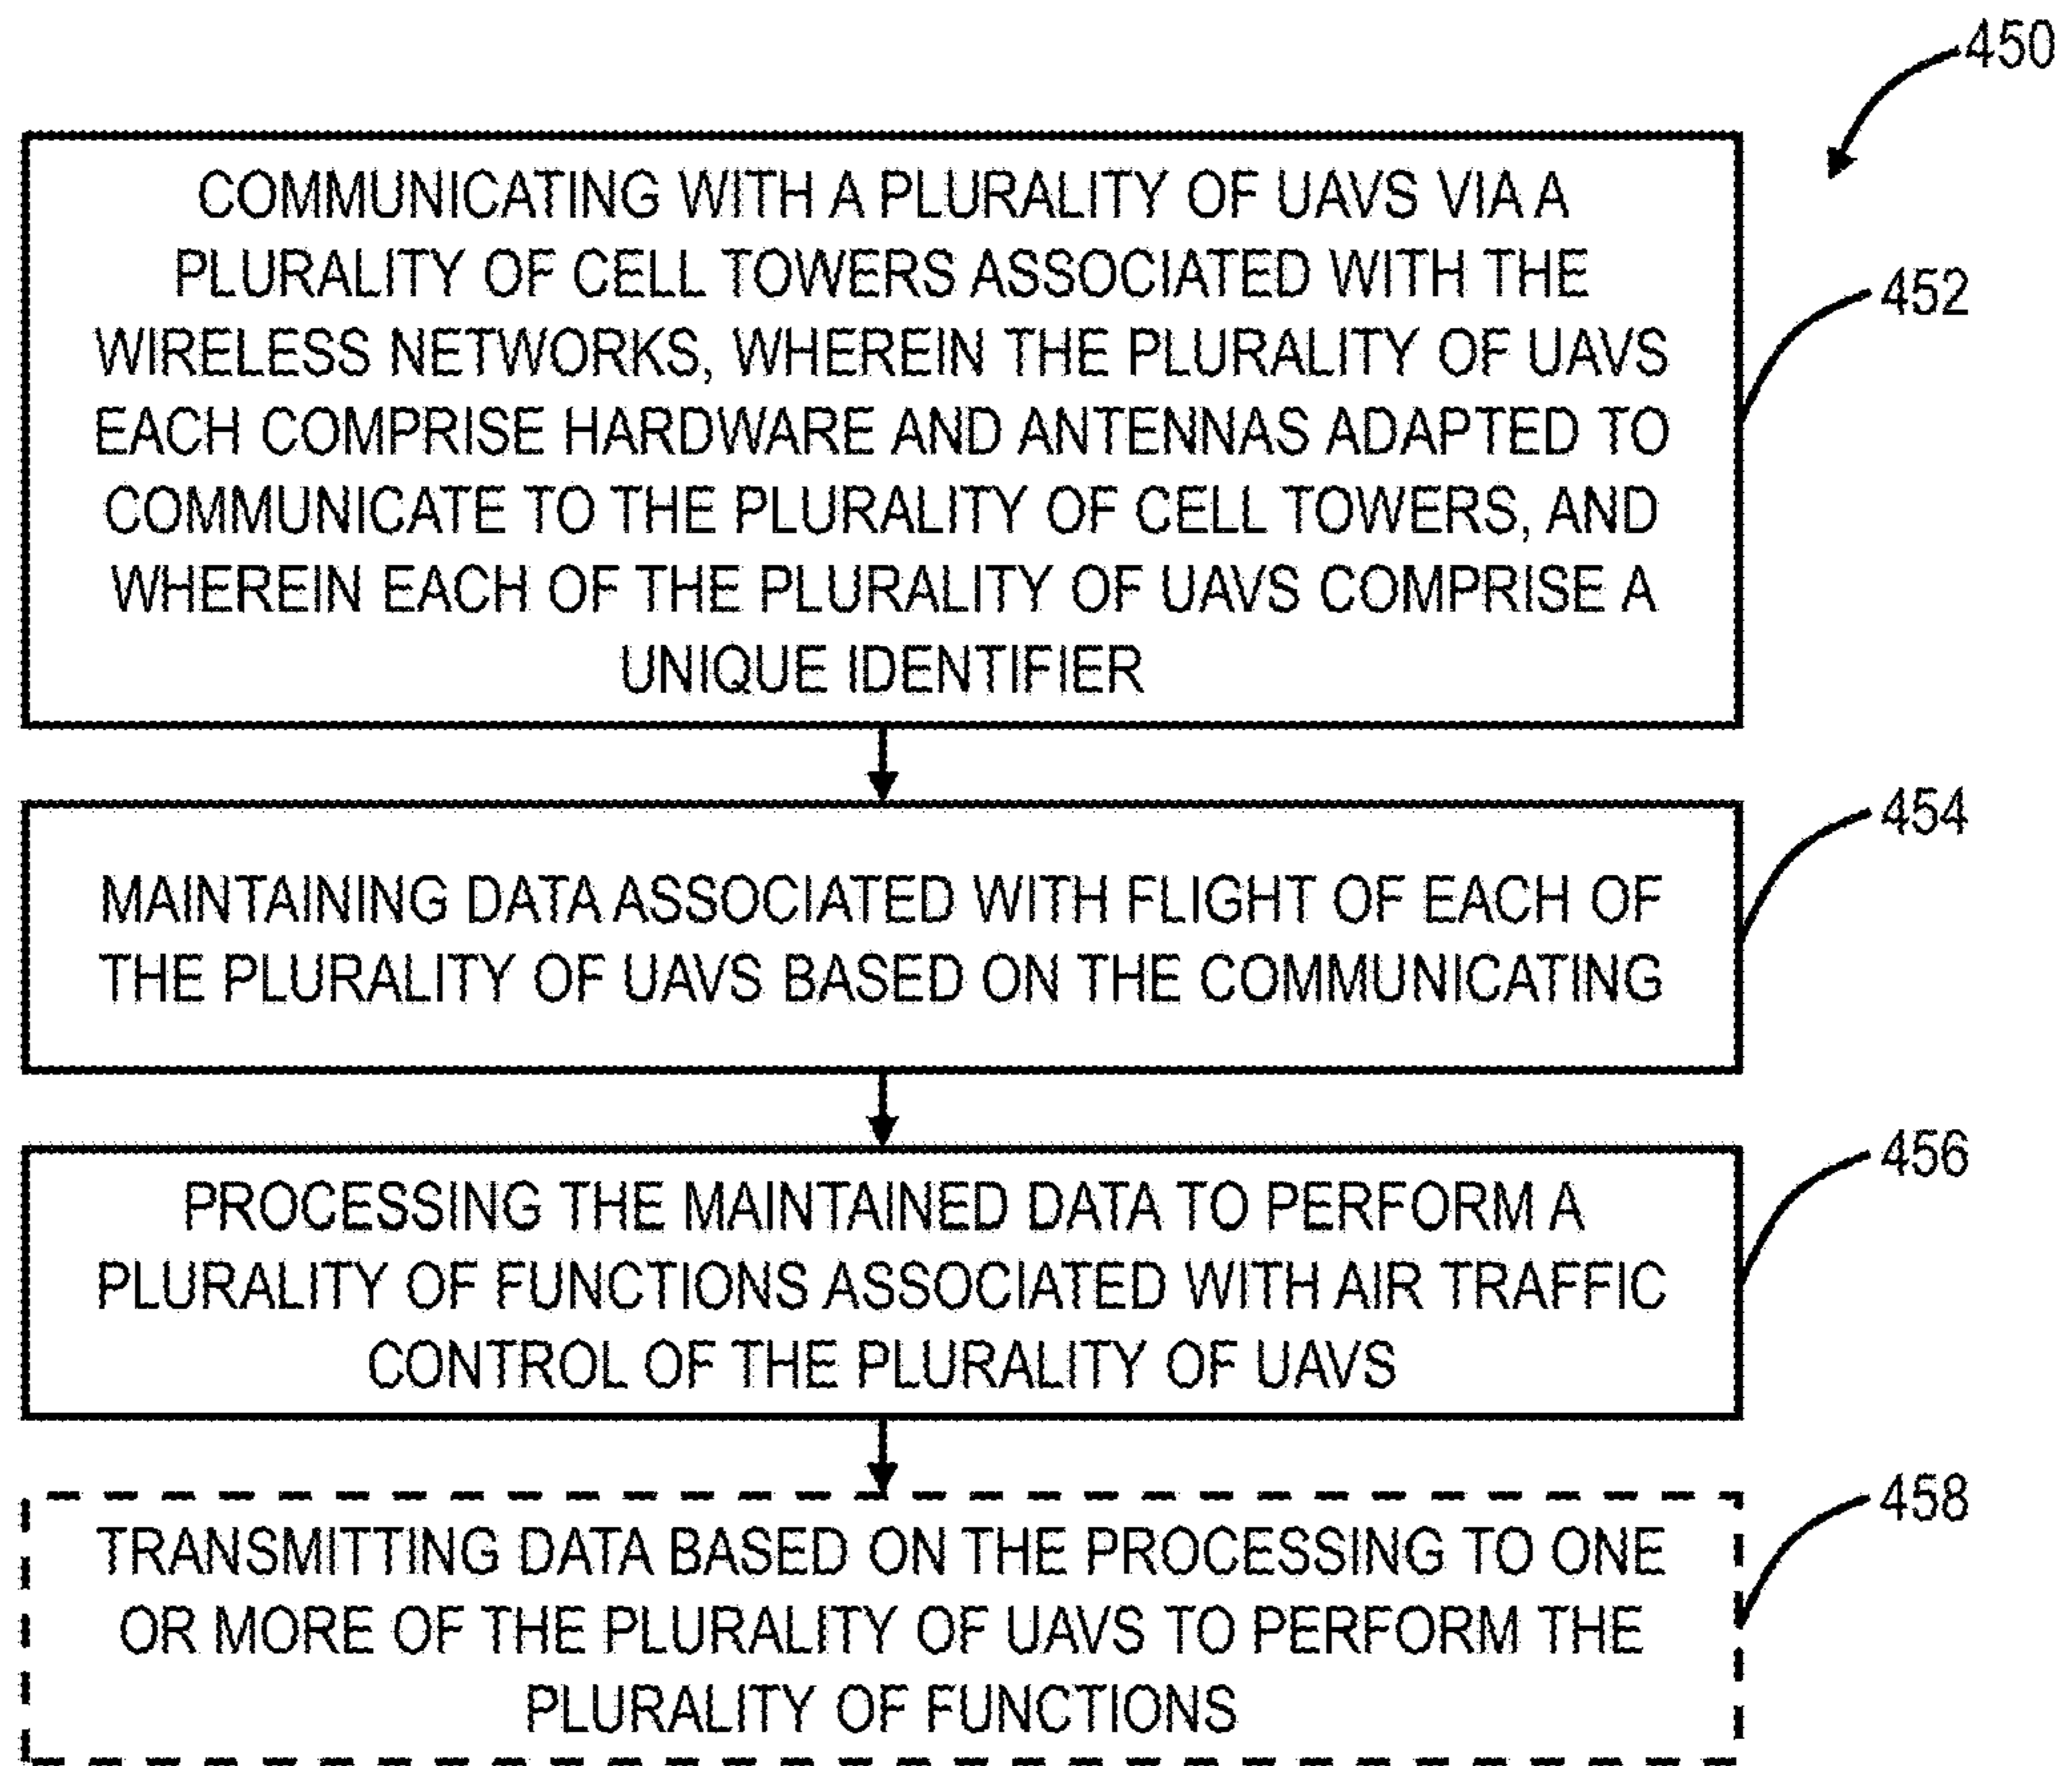 450
COMMUNICATING WITH A PLURALITY OF UAVS VIA A
PLURALITY OF CELL TOWERS ASSOCIATED WITH THE
WIRELESS NETWORKS, WHEREIN THE PLURALITY OF UAVS
EACH COMPRISE HARDWARE AND ANTENNAS ADAPTED TO
COMMUNICATE TO THE PLURALITY OF CELL TOWERS, AND
WHEREIN EACH OF THE PLURALITY OF UAVS COMPRISE A
UNIQUE IDENTIFIER
452
MAINTAINING DATA ASSOCIATED WITH FLIGHT OF EACH OF
THE PLURALITY OF UAVS BASED ON THE COMMUNICATING
454
PROCESSING THE MAINTAINED DATA TO PERFORM A
PLURALITY OF FUNCTIONS ASSOCIATED WITH AIR TRAFFIC
CONTROL OF THE PLURALITY OF UAVS
456
TRANSMITTING DATA BASED ON THE PROCESSING TO ONE
OR MORE OF THE PLURALITY OF UAVS TO PERFORM THE
PLURALITY OF FUNCTIONS
458